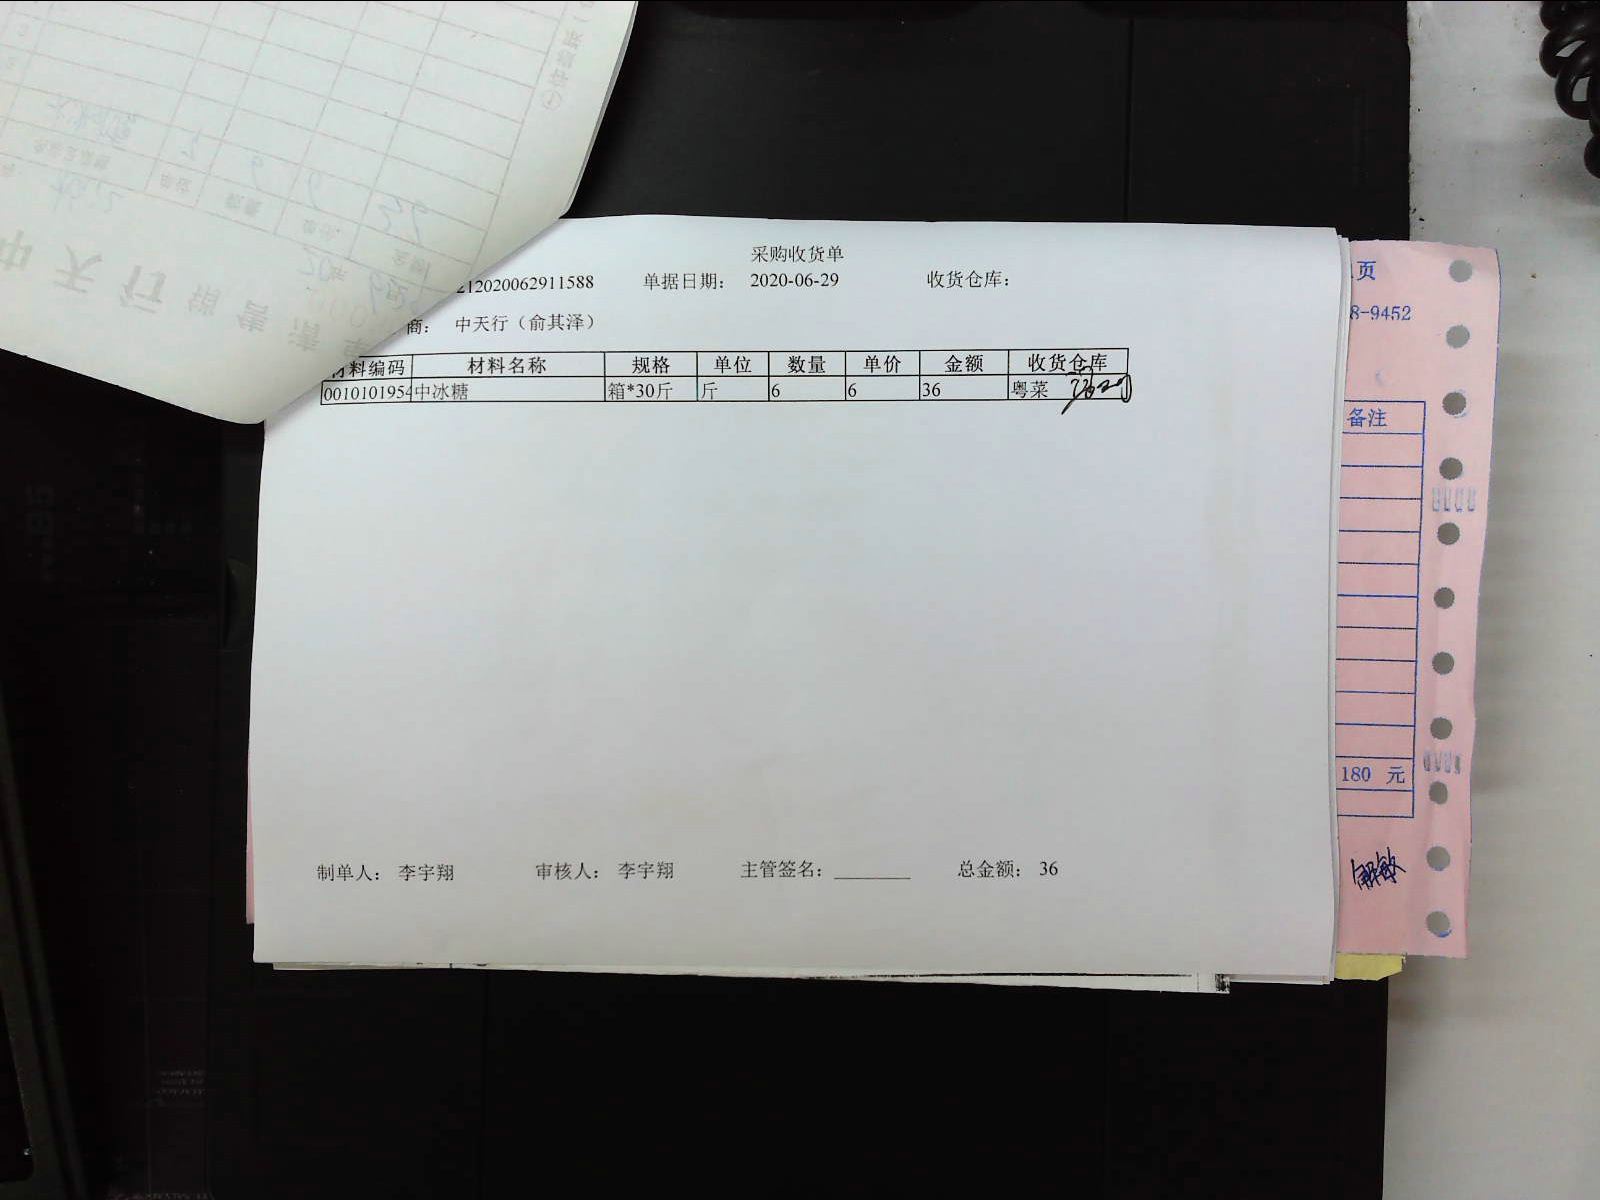 采购收货单
212020062911588 单据日期： 2020-06-29 收货仓库：
商： 中天行（俞其泽）
材料编码 材料名称 规格 单位 数量 单价 金额 收货仓库
0010101954 中冰糖 箱*30斤 斤 6 6 36 粤菜
制单人： 李宇翔 审核人： 李宇翔 主管签名：________ 总金额： 36
页
8-9452
备注
180 元